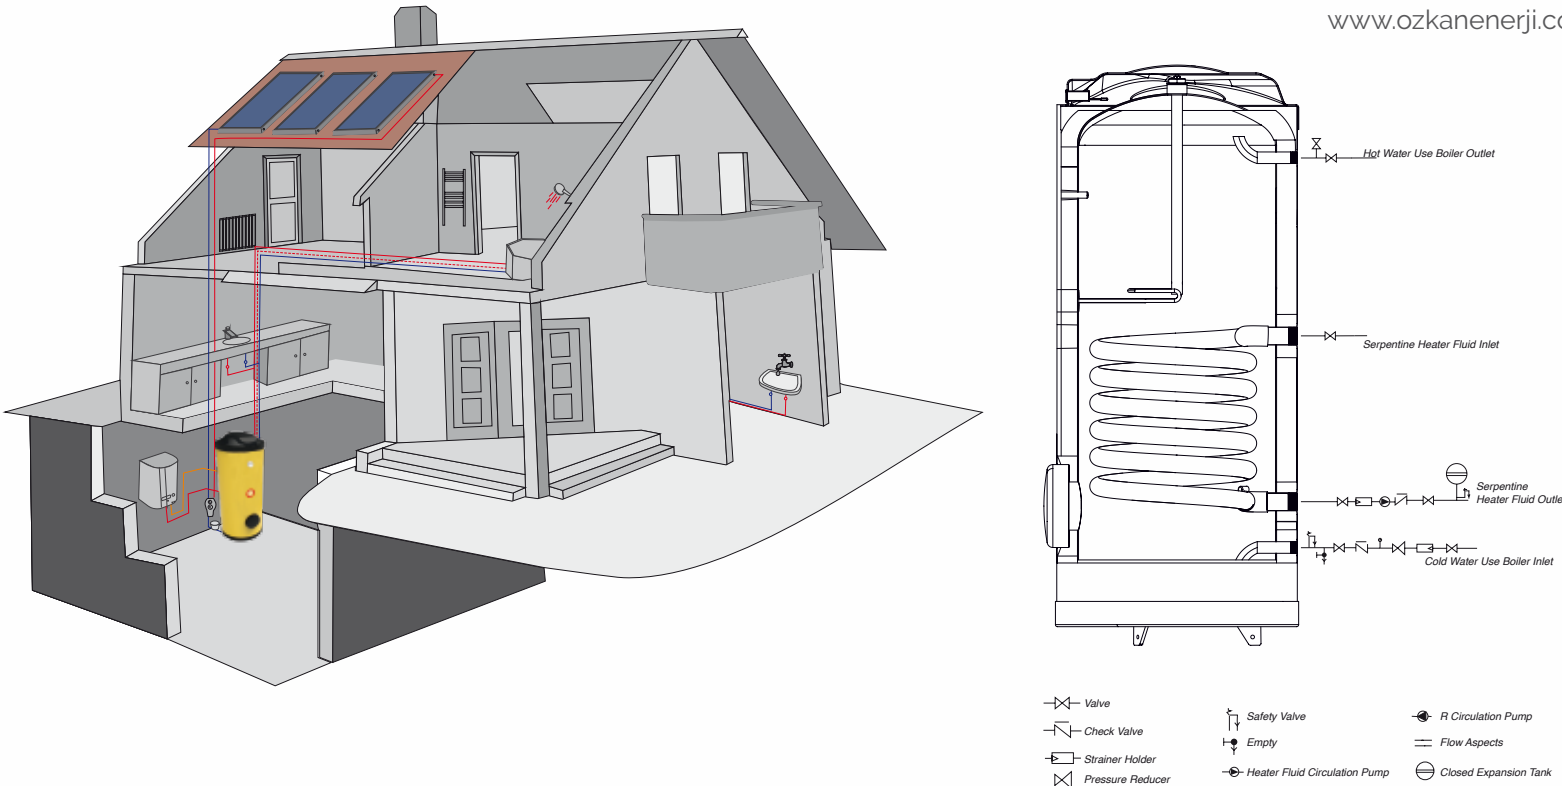 www.ozkanenerji.co
Hot Water Use Boiler Outlet
Serpentine Heater Fluid Inlet
Serpentine
Heater Fluid Outle
Cold Water Use Boiler Inlet
Valve
Check Valve
Strainer Holder
Pressure Reducer
Safety Valve
Empty
Heater Fluid Circulation Pump
R Circulation Pump
Flow Aspects
Closed Expansion Tank